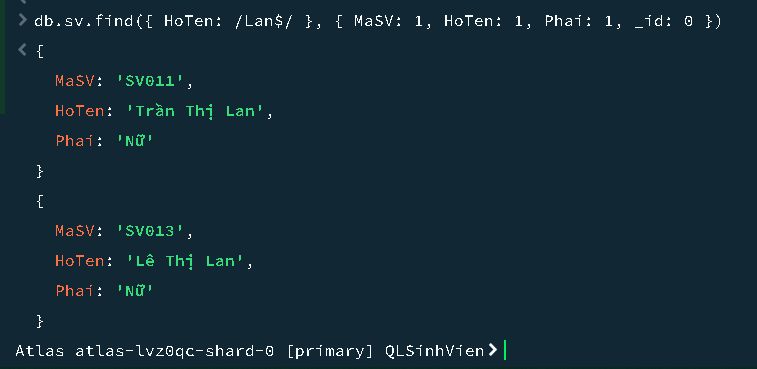 > db.sv.find({ HoTen: /Lan$/ }, { MaSV: 1, HoTen: 1, Phai: 1, _id: 0 })
< {
MaSV: 'SV011',
HoTen: 'Trần Thị Lan',
Phai: 'Nữ'
}
{
MaSV: 'SV013',
HoTen: 'Lê Thị Lan',
Phai: 'Nữ'
}
Atlas atlas-lvz0qc-shard-0 [primary] QLSinhVien>